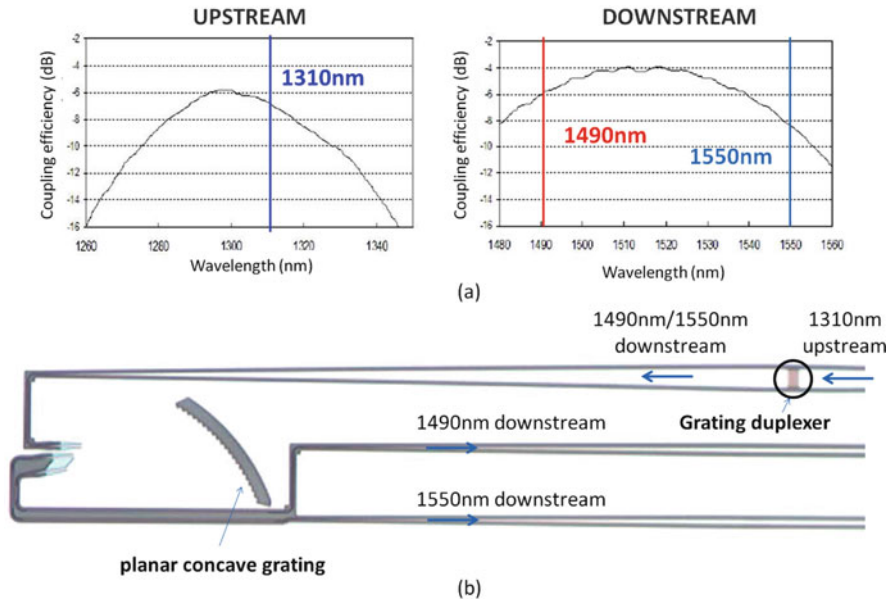 UPSTREAM
DOWNSTREAM
Coupling efficiency (dB)
-2
-4
-6
-8
-10
-12
-14
-16
1310nm
1260
1280
1300
1320
1340
Wavelength (nm)
Coupling efficiency (dB)
-2
-4
-6
-8
-10
-12
-14
-16
1490nm
1550nm
1480
1490
1500
1510
1520
1530
1540
1550
1560
Wavelength (nm)
(a)
1490nm/1550nm
downstream
1310nm
upstream
1490nm downstream
Grating duplexer
1550nm downstream
planar concave grating
(b)